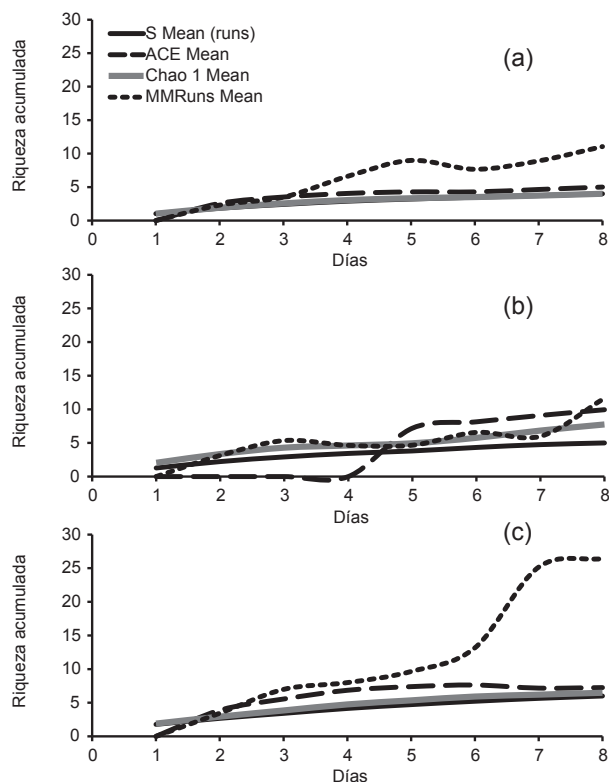 30
25
20
15
10
5
0
Riqueza acumulada
S Mean (runs)
ACE Mean
Chao 1 Mean
MMRuns Mean
(a)
0 1 2 3 4 5 6 7 8
Días
30
25
20
15
10
5
0
Riqueza acumulada
(b)
0 1 2 3 4 5 6 7 8
Días
30
25
20
15
10
5
0
Riqueza acumulada
(c)
0 1 2 3 4 5 6 7 8
Días